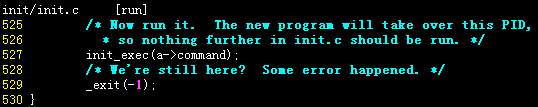 init/init.c [run]
525 /* Now run it. The new program will take over this PID,
526 * so nothing further in init.c should be run. */
527 init_exec(a->command);
528 /* We're still here? Some error happened. */
529 _exit(-1);
530 }